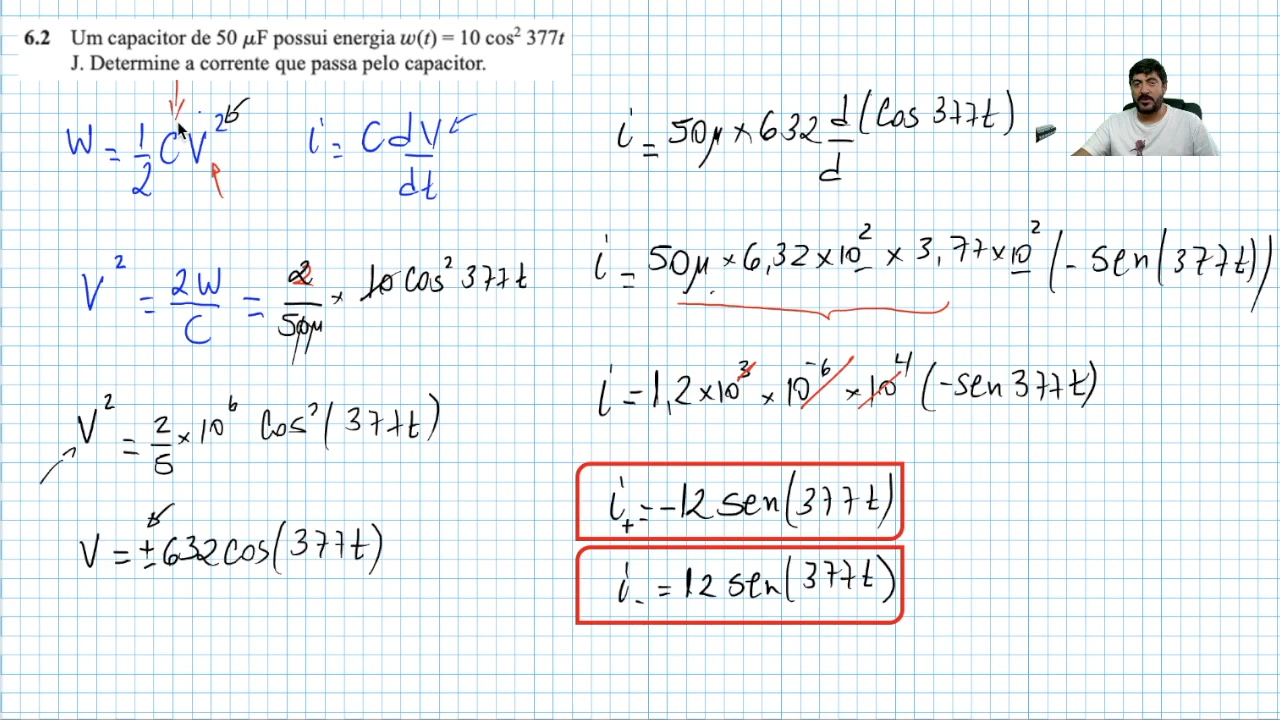 6.2 Um capacitor de 50 μF possui energia w(t) = 10 cos² 377t
J. Determine a corrente que passa pelo capacitor.
W = 1/2 CV²
i = C dV/dt
V² = 2W/C = 2/50μ × 10 cos² 377t
V² = 2/5 × 10⁶ Cos²(377t)
V = ±632 cos(377t)
i = 50μ × 632 d/d (Cos 377t)
i = 50μ × 6,32 × 10² × 3,77 × 10² (- sen(377t))
i = 1,2 × 10³ × 10⁻⁶ × 10⁴ (-sen 377t)
i₊ = -12 sen(377t)
i₋ = 12 sen(377t)